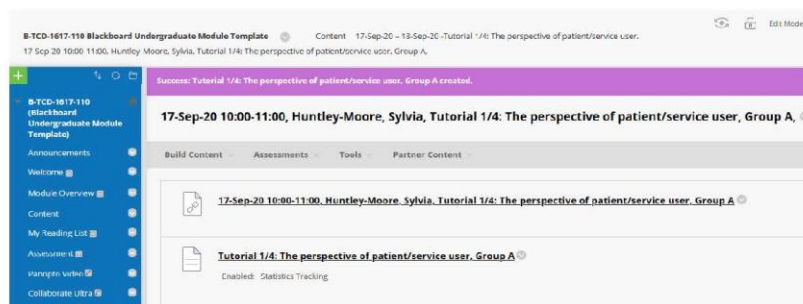 B-TCD-1617-110 Blackboard Undergraduate Module Template Content 17-Sep-20 – 18-Sep-20 -Tutorial 1/4: The perspective of patient/service user.
Edit Mode
17 Sep 20 10:00 11:00, Huntley Moore, Sylvia, Tutorial 1/4: The perspective of patient/service user, Group A,
Success: Tutorial 1/4: The perspective of patient/service user, Group A created.
B-TCD-1617-110
(Blackboard
Undergraduate Module
Template)
Announcements
Welcome
Module Overview
Content
My Reading List
Assessment
Panopto Video
Collaborate Ultra
17-Sep-20 10:00-11:00, Huntley-Moore, Sylvia, Tutorial 1/4: The perspective of patient/service user, Group A,
Build Content Assessments Tools Partner Content
17-Sep-20 10:00-11:00, Huntley-Moore, Sylvia, Tutorial 1/4: The perspective of patient/service user, Group A
Tutorial 1/4: The perspective of patient/service user, Group A
Enabled: Statistics Tracking